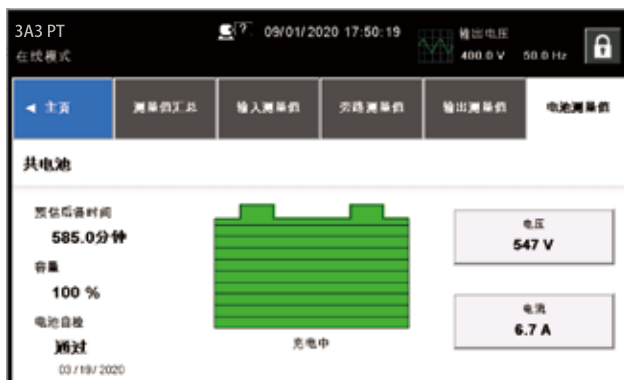 3A3 PT
在线模式
09/01/2020 17:50:19
输出电压
400.0 V 50.0 Hz
◄ 主页
测量值汇总
输入测量值
旁路测量值
输出测量值
电池测量值
共电池
预估后备时间
585.0分钟
容量
100 %
电池自检
通过
03/19/2020
充电中
电压
547 V
电流
6.7 A